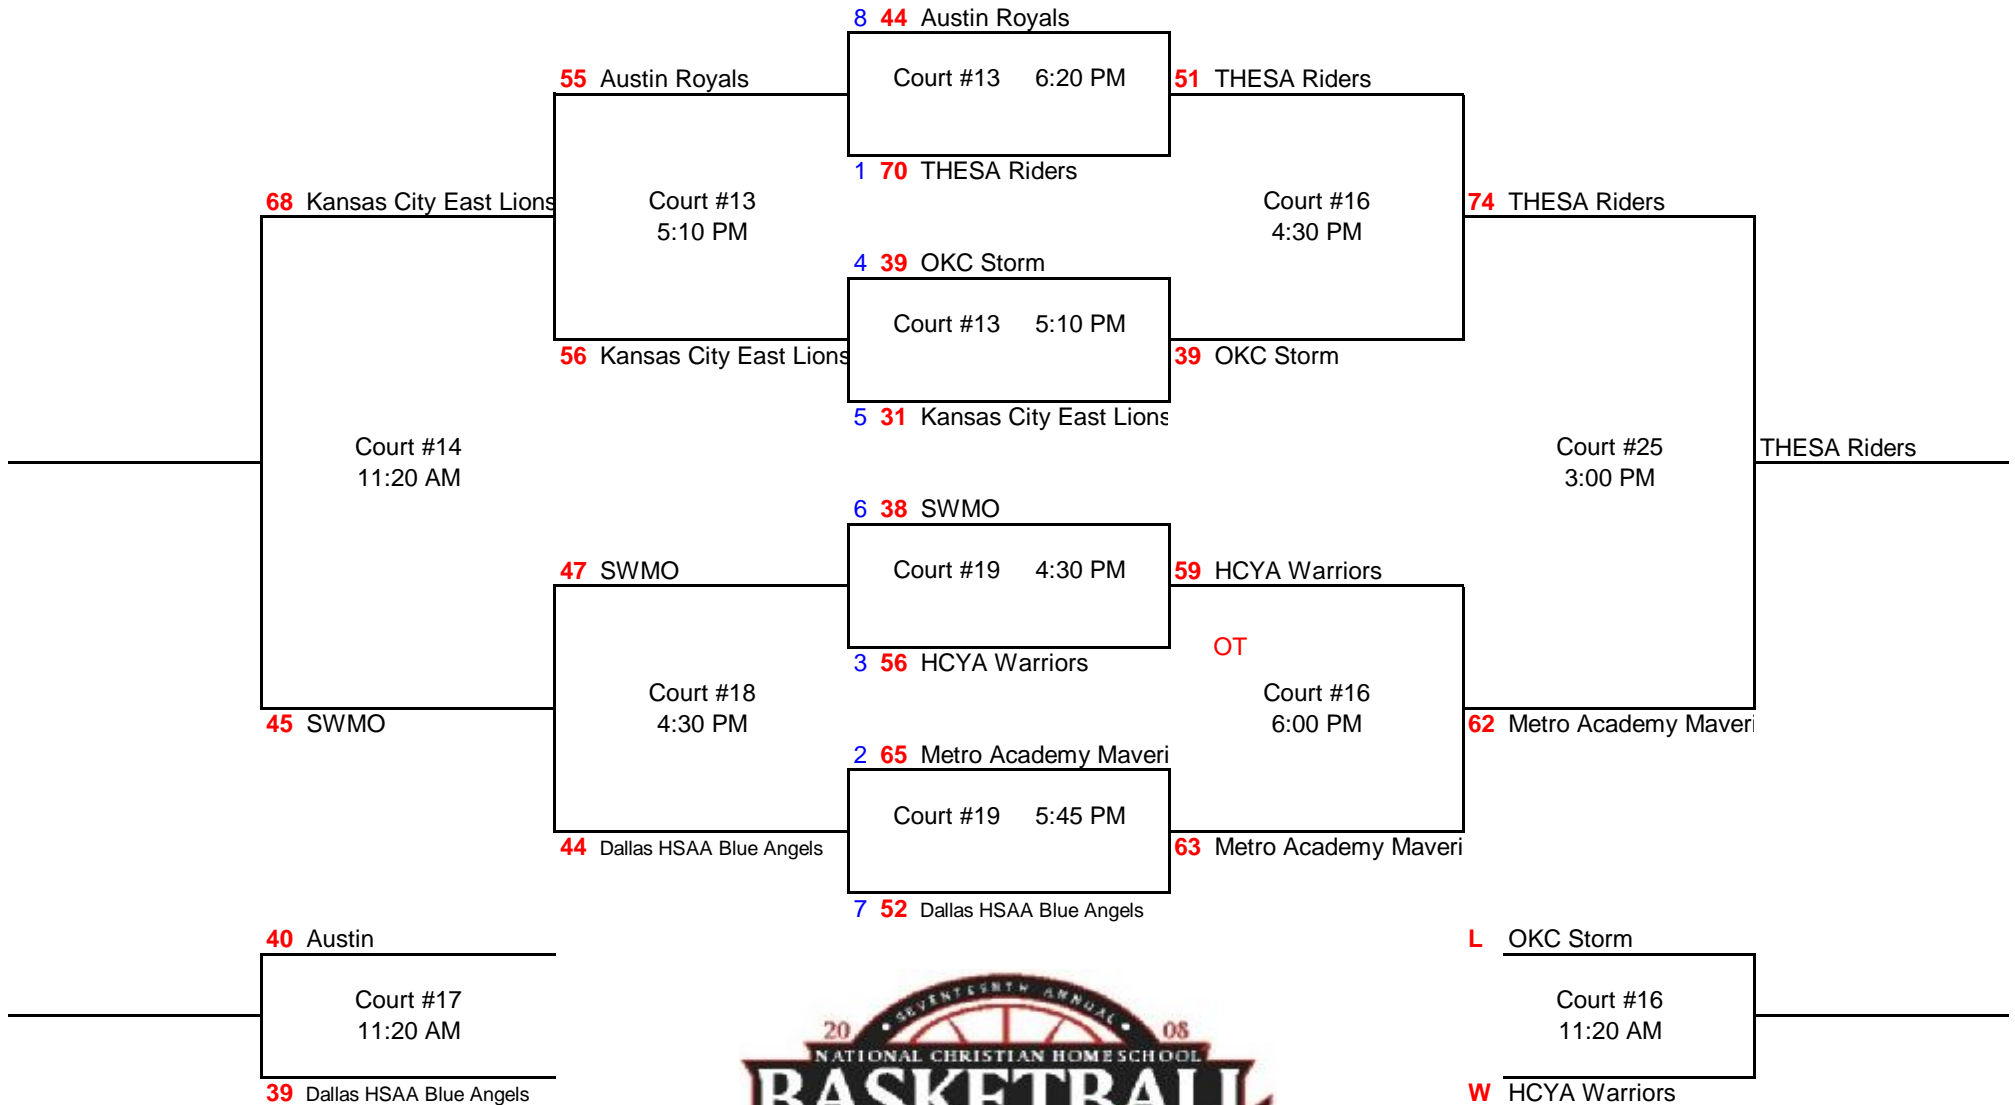 8 44 Austin Royals
55 Austin Royals
Court #13 6:20 PM
51 THESA Riders
1 70 THESA Riders
68 Kansas City East Lions
Court #13
5:10 PM
Court #16
4:30 PM
74 THESA Riders
4 39 OKC Storm
Court #13 5:10 PM
56 Kansas City East Lions
39 OKC Storm
5 31 Kansas City East Lions
Court #14
11:20 AM
Court #25
3:00 PM
THESA Riders
6 38 SWMO
47 SWMO
Court #19 4:30 PM
59 HCYA Warriors
OT
3 56 HCYA Warriors
Court #18
4:30 PM
Court #16
6:00 PM
45 SWMO
62 Metro Academy Maveri
2 65 Metro Academy Maveri
Court #19 5:45 PM
44 Dallas HSAA Blue Angels
63 Metro Academy Maveri
7 52 Dallas HSAA Blue Angels
40 Austin
L OKC Storm
Court #17
11:20 AM
Court #16
11:20 AM
39 Dallas HSAA Blue Angels
W HCYA Warriors
SEVENTEENTH ANNUAL
20 08
NATIONAL CHRISTIAN HOMESCHOOL
BASKETBALL